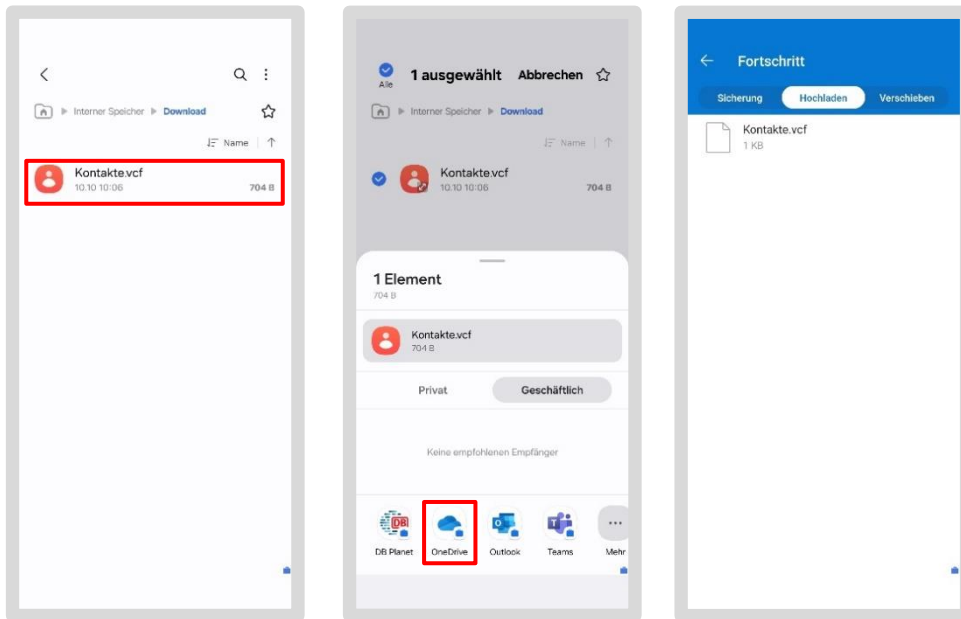 Interner Speicher ▶ Download
Name
Kontakte.vcf
10.10 10:06
704 B
Alle
1 ausgewählt
Abbrechen
Interner Speicher ▶ Download
Name
Kontakte.vcf
10.10 10:06
704 B
1 Element
704 B
Kontakte.vcf
704 B
Privat
Geschäftlich
Keine empfohlenen Empfänger
DB
DB Planet
OneDrive
Outlook
Teams
Mehr
Fortschritt
Sicherung
Hochladen
Verschieben
Kontakte.vcf
1 KB